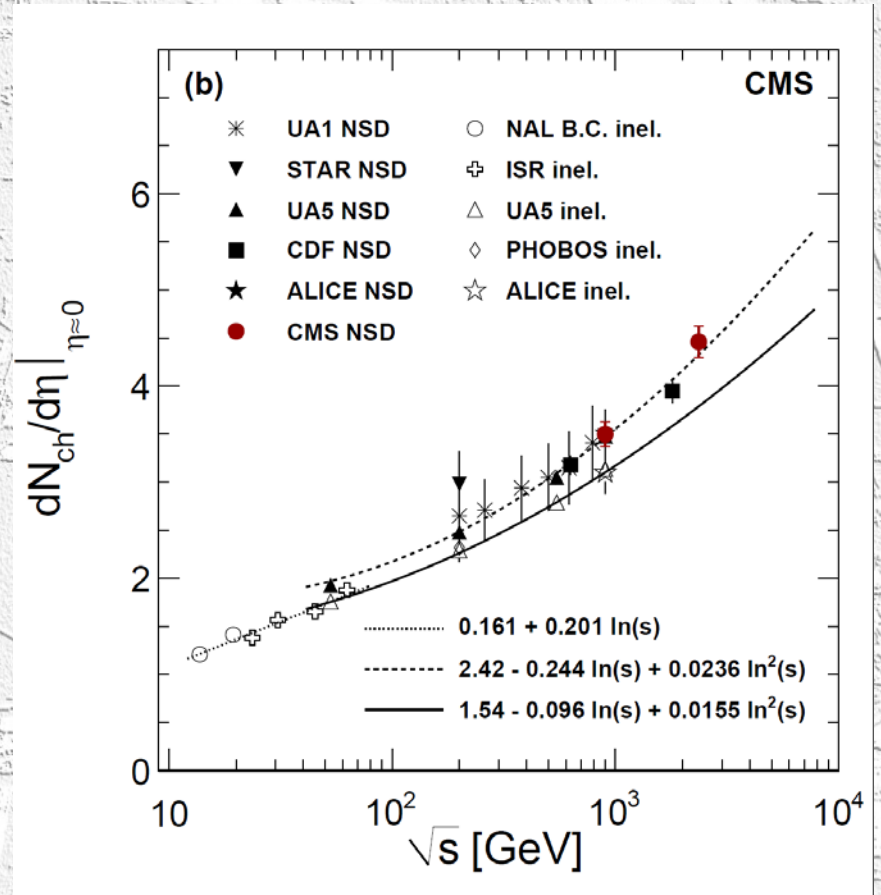 (b) CMS
UA1 NSD NAL B.C. inel.
STAR NSD ISR inel.
UA5 NSD UA5 inel.
CDF NSD PHOBOS inel.
ALICE NSD ALICE inel.
CMS NSD
dN_ch/dη|_η≈0
6
4
2
0
0.161 + 0.201 ln(s)
2.42 - 0.244 ln(s) + 0.0236 ln²(s)
1.54 - 0.096 ln(s) + 0.0155 ln²(s)
10 10² 10³ 10⁴
√s [GeV]